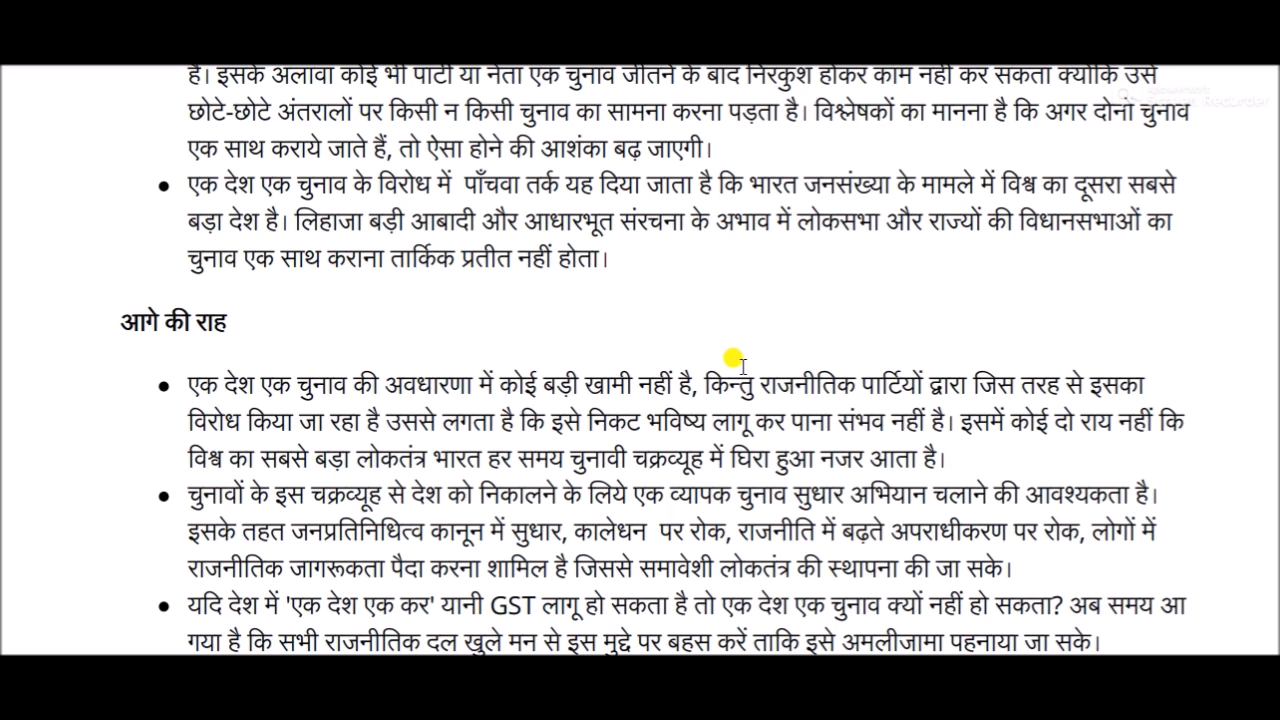 है। इसके अलावा कोई भी पार्टी या नेता एक चुनाव जीतने के बाद निरंकुश होकर काम नहीं कर सकता क्योंकि उसे
छोटे-छोटे अंतरालों पर किसी न किसी चुनाव का सामना करना पड़ता है। विश्लेषकों का मानना है कि अगर दोनों चुनाव
एक साथ कराये जाते हैं, तो ऐसा होने की आशंका बढ़ जाएगी।
● एक देश एक चुनाव के विरोध में  पाँचवा तर्क यह दिया जाता है कि भारत जनसंख्या के मामले में विश्व का दूसरा सबसे
बड़ा देश है। लिहाजा बड़ी आबादी और आधारभूत संरचना के अभाव में लोकसभा और राज्यों की विधानसभाओं का
चुनाव एक साथ कराना तार्किक प्रतीत नहीं होता।
आगे की राह
● एक देश एक चुनाव की अवधारणा में कोई बड़ी खामी नहीं है, किन्तु राजनीतिक पार्टियों द्वारा जिस तरह से इसका
विरोध किया जा रहा है उससे लगता है कि इसे निकट भविष्य लागू कर पाना संभव नहीं है। इसमें कोई दो राय नहीं कि
विश्व का सबसे बड़ा लोकतंत्र भारत हर समय चुनावी चक्रव्यूह में घिरा हुआ नजर आता है।
● चुनावों के इस चक्रव्यूह से देश को निकालने के लिये एक व्यापक चुनाव सुधार अभियान चलाने की आवश्यकता है।
इसके तहत जनप्रतिनिधित्व कानून में सुधार, कालेधन  पर रोक, राजनीति में बढ़ते अपराधीकरण पर रोक, लोगों में
राजनीतिक जागरूकता पैदा करना शामिल है जिससे समावेशी लोकतंत्र की स्थापना की जा सके।
● यदि देश में 'एक देश एक कर' यानी GST लागू हो सकता है तो एक देश एक चुनाव क्यों नहीं हो सकता? अब समय आ
गया है कि सभी राजनीतिक दल खुले मन से इस मुद्दे पर बहस करें ताकि इसे अमलीजामा पहनाया जा सके।